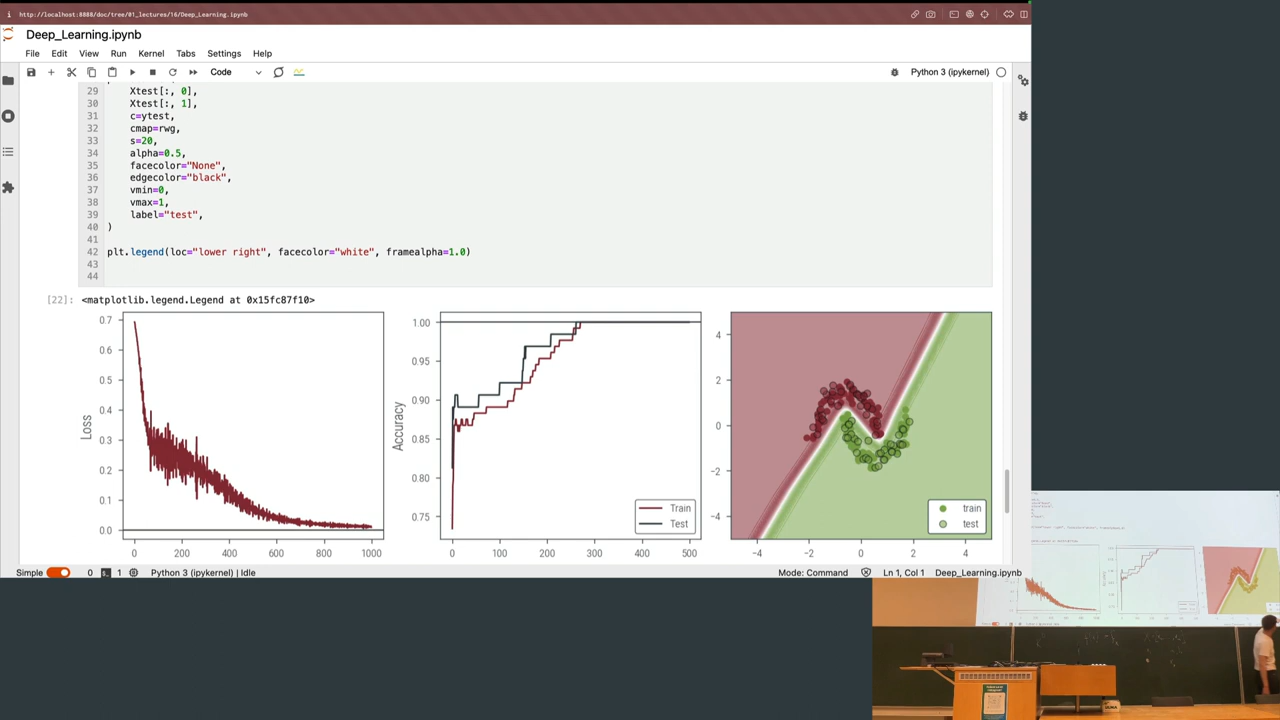 http://localhost:8888/doc/tree/01_lectures/16/Deep_Learning.ipynb
Deep_Learning.ipynb
File Edit View Run Kernel Tabs Settings Help
Code
Python 3 (ipykernel)
29 Xtest[:, 0],
30 Xtest[:, 1],
31 c=ytest,
32 cmap=rwg,
33 s=20,
34 alpha=0.5,
35 facecolor="None",
36 edgecolor="black",
37 vmin=0,
38 vmax=1,
39 label="test",
40 )
41
42 plt.legend(loc="lower right", facecolor="white", framealpha=1.0)
43
44
[22]: <matplotlib.legend.Legend at 0x15fc87f10>
0.7
0.6
0.5
0.4
0.3
0.2
0.1
0.0
Loss
0 200 400 600 800 1000
1.00
0.95
0.90
0.85
0.80
0.75
Accuracy
Train
Test
0 100 200 300 400 500
4
2
0
−2
−4
train
test
−4 −2 0 2 4
Simple 0 1 Python 3 (ipykernel) | Idle
Mode: Command Ln 1, Col 1 Deep_Learning.ipynb